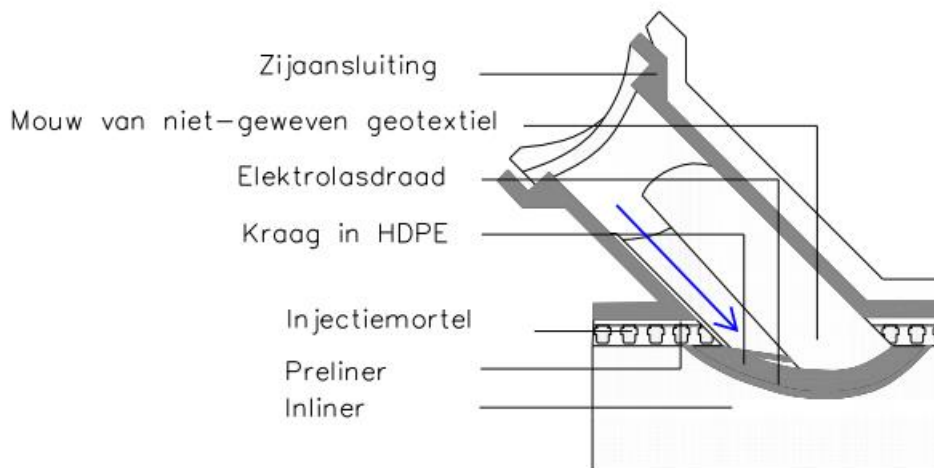 Zijaansluiting
Mouw van niet-geweven geotextiel
Elektrolasdraad
Kraag in HDPE
Injectiemortel
Preliner
Inliner